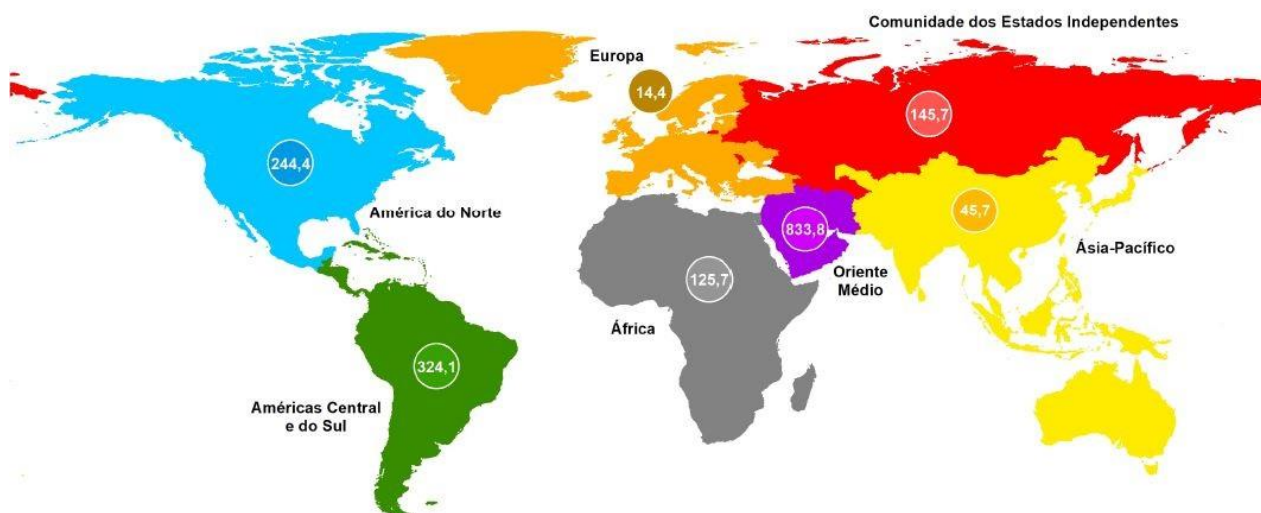 Comunidade dos Estados Independentes
Europa
14,4
145,7
244,4
América do Norte
45,7
833,8
Ásia-Pacífico
125,7
Oriente
Médio
África
324,1
Américas Central
e do Sul